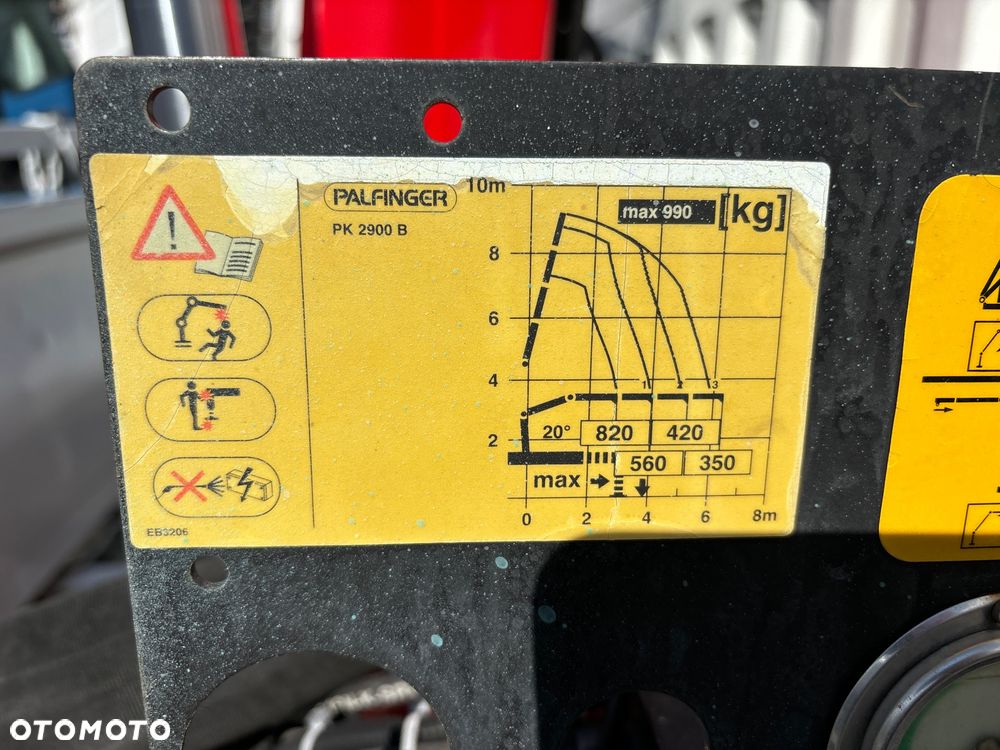 PALFINGER
PK 2900 B
10m
max 990 [kg]
8
6
4
1 2 3
2
20° 820 420
560 350
max
0 2 4 6 8m
EB3206
OTOMOTO